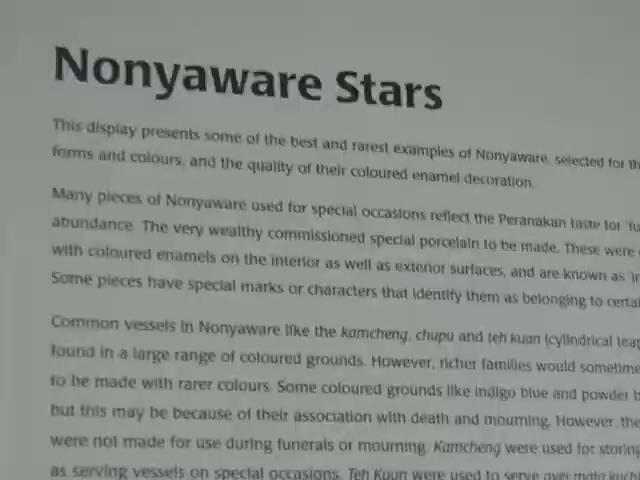 Nonyaware Stars
This display presents some of the best and rarest examples of Nonyaware, selected for
forms and colours, and the quality of their coloured enamel decoration.
Many pieces of Nonyaware used for special occasions reflect the Peranakan taste for
abundance. The very wealthy commissioned special porcelain to be made. These were
with coloured enamels on the interior as well as exterior surfaces, and are known as
Some pieces have special marks or characters that identify them as belonging to
Common vessels in Nonyaware like the kamcheng, chupu and teh kuan (cylindrical
found in a large range of coloured grounds. However, richer families would
to be made with rarer colours. Some coloured grounds like indigo blue and powder
but this may be because of their association with death and mourning. However,
were not made for use during funerals or mourning. Kamcheng were used for storing
as serving vessels on special occasions. Teh Kuan were used to serve